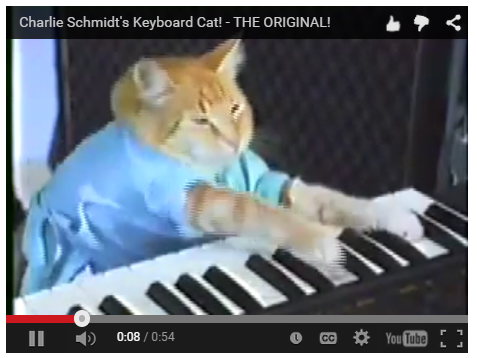 Charlie Schmidt's Keyboard Cat! - THE ORIGINAL!
0:08 / 0:54
CC
YouTube